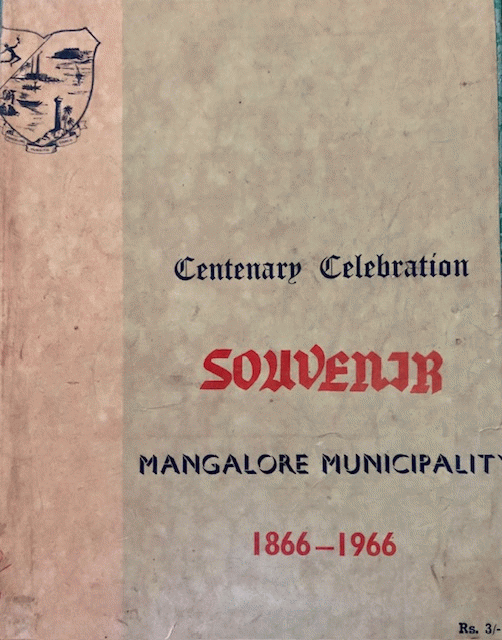 Centenary Celebration
SOUVENIR
MANGALORE MUNICIPALITY
1866-1966
Rs. 3/-